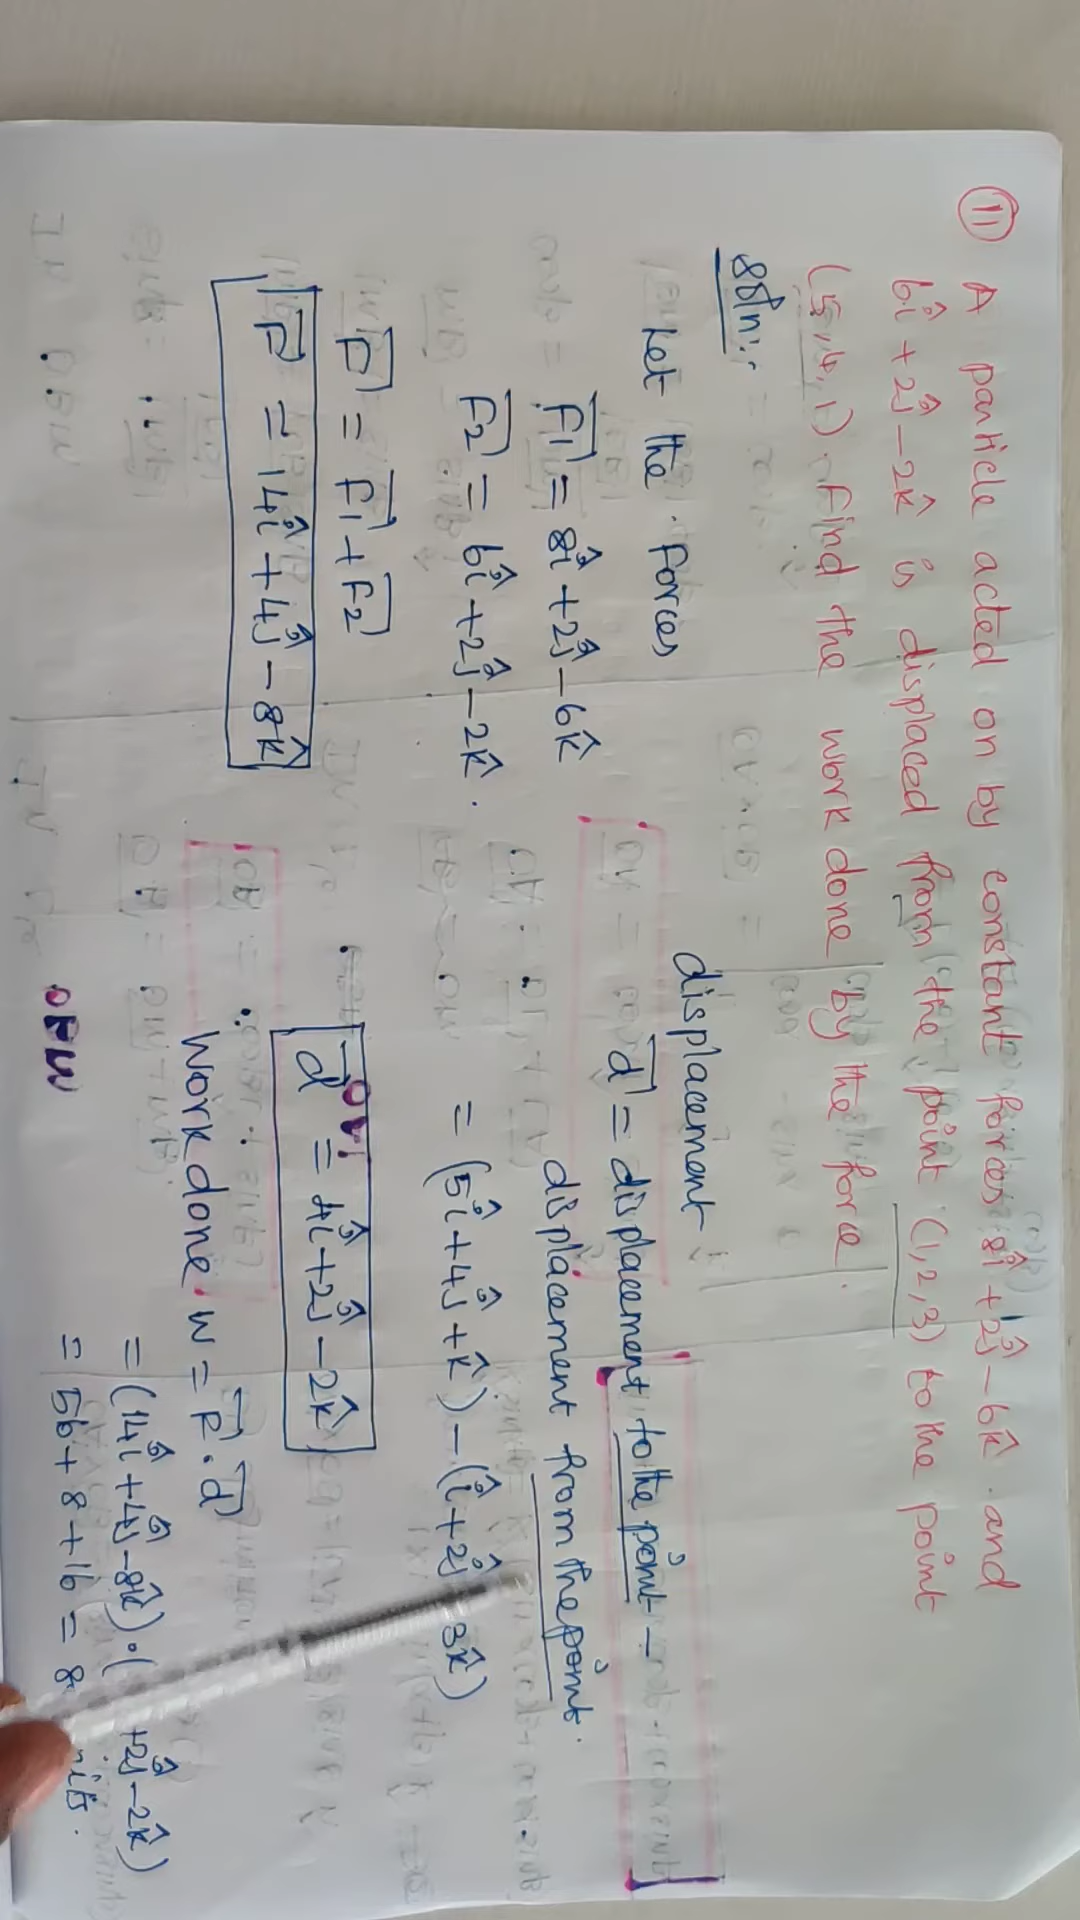 11 A particle acted on by constant forces 8î + 2ĵ - 6k̂ and
6î + 2ĵ - 2k̂ is displaced from the point (1, 2, 3) to the point
(5, 4, 1). Find the work done by the force.
soln:
Let the forces
F1 = 8î + 2ĵ - 6k̂
F2 = 6î + 2ĵ - 2k̂.
F = F1 + F2
F = 14î + 4ĵ - 8k̂
displacement
d = displacement to the point -
displacement from the point.
= (5î + 4ĵ + k̂) - (î + 2ĵ 3k̂)
d = 4î + 2ĵ - 2k̂
Work done w = F . d
= (14î + 4ĵ - 8k̂) . ( + 2ĵ - 2k̂)
= 56 + 8 + 16 = 8